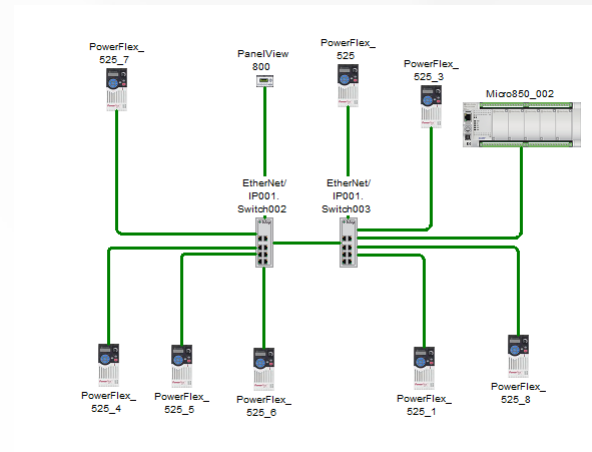 PowerFlex_
525_7
PanelView
800
PowerFlex_
525
PowerFlex_
525_3
Micro850_002
EtherNet/
IP001.
Switch002
EtherNet/
IP001.
Switch003
PowerFlex_
525_4
PowerFlex_
525_5
PowerFlex_
525_6
PowerFlex_
525_1
PowerFlex_
525_8